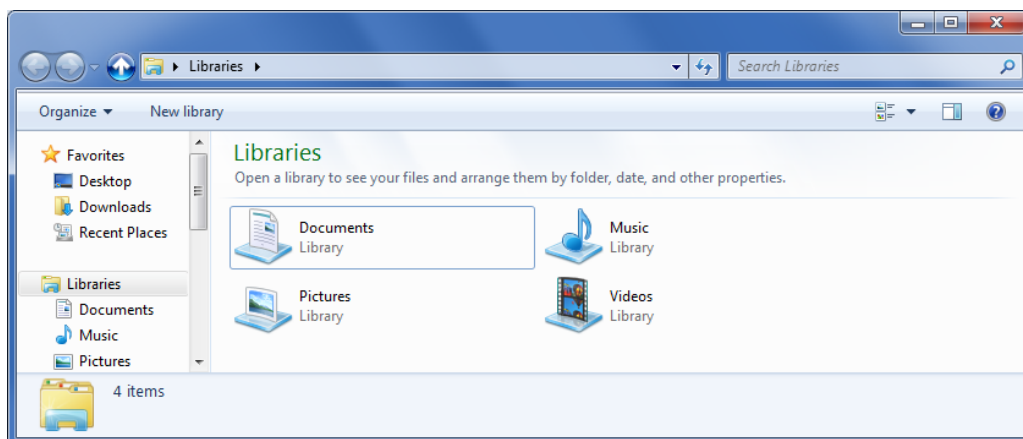 Libraries
Search Libraries
Organize
New library
Favorites
Desktop
Downloads
Recent Places
Libraries
Documents
Music
Pictures
Libraries
Open a library to see your files and arrange them by folder, date, and other properties.
Documents
Library
Music
Library
Pictures
Library
Videos
Library
4 items